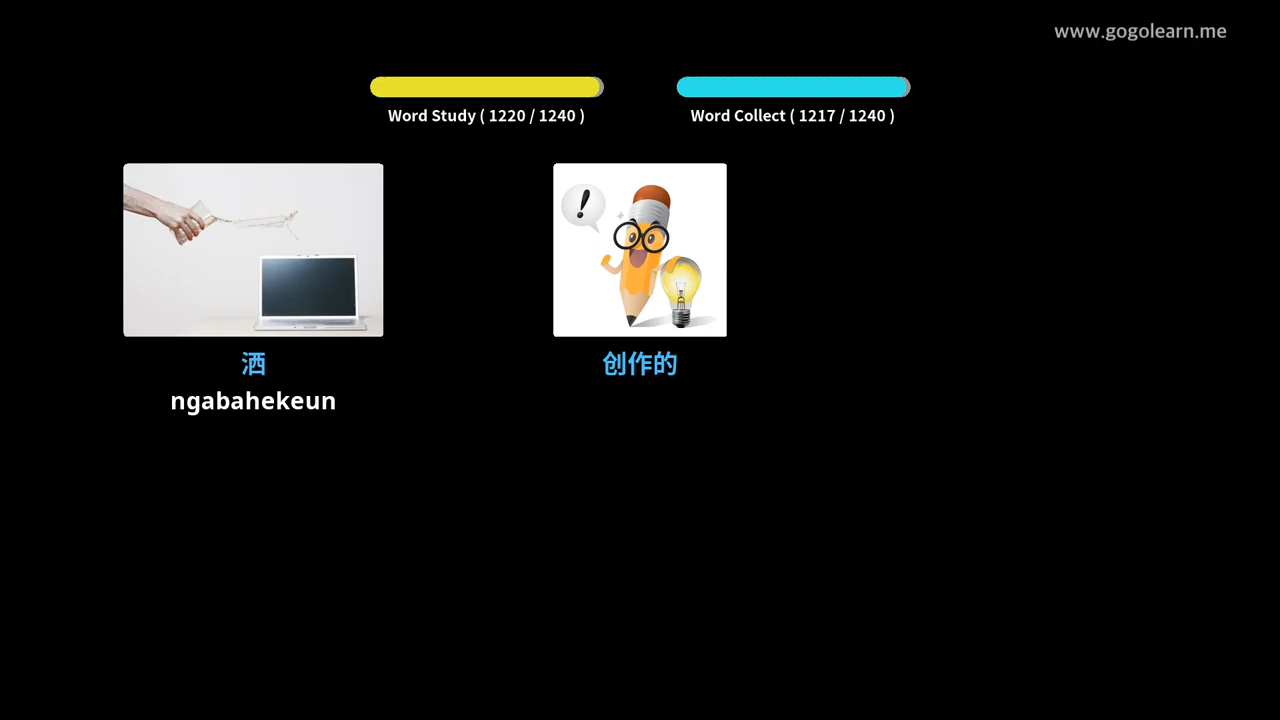 www.gogolearn.me
Word Study ( 1220 / 1240 )
Word Collect ( 1217 / 1240 )
洒
创作的
ngabahekeun